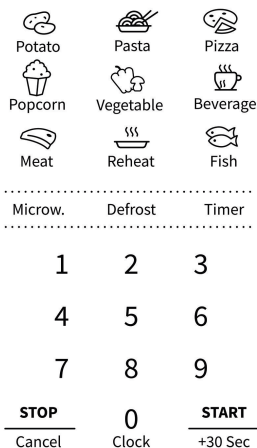 Potato Pasta Pizza
Popcorn Vegetable Beverage
Meat Reheat Fish
Microw. Defrost Timer
1 2 3
4 5 6
7 8 9
STOP 0 START
Cancel Clock +30 Sec